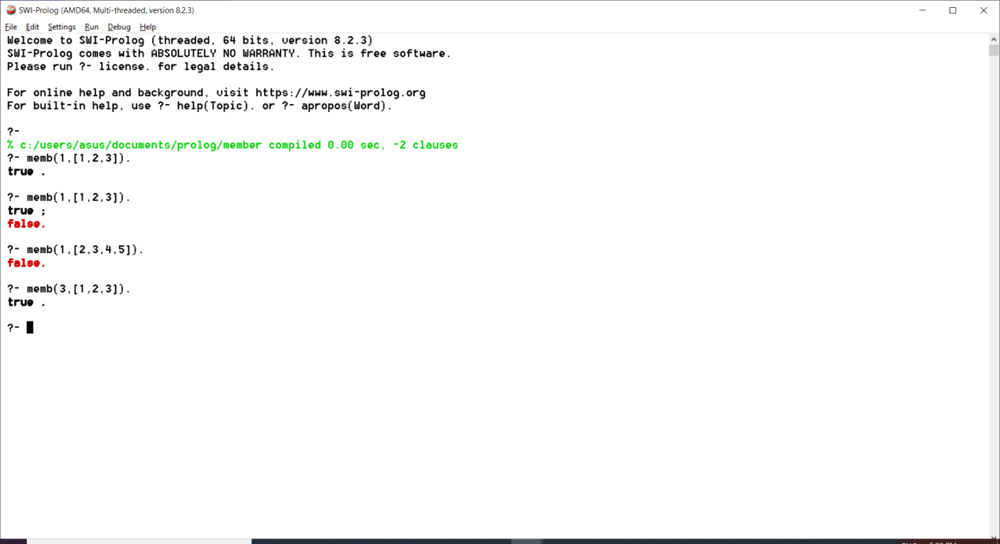 SWI-Prolog (AMD64, Multi-threaded, version 8.2.3)
File Edit Settings Run Debug Help
Welcome to SWI-Prolog (threaded, 64 bits, version 8.2.3)
SWI-Prolog comes with ABSOLUTELY NO WARRANTY. This is free software.
Please run ?- license. for legal details.
For online help and background, visit https://www.swi-prolog.org
For built-in help, use ?- help(Topic). or ?- apropos(Word).
?-
% c:/users/asus/documents/prolog/member compiled 0.00 sec, -2 clauses
?- memb(1,[1,2,3]).
true .
?- memb(1,[1,2,3]).
true ;
false.
?- memb(1,[2,3,4,5]).
false.
?- memb(3,[1,2,3]).
true .
?-